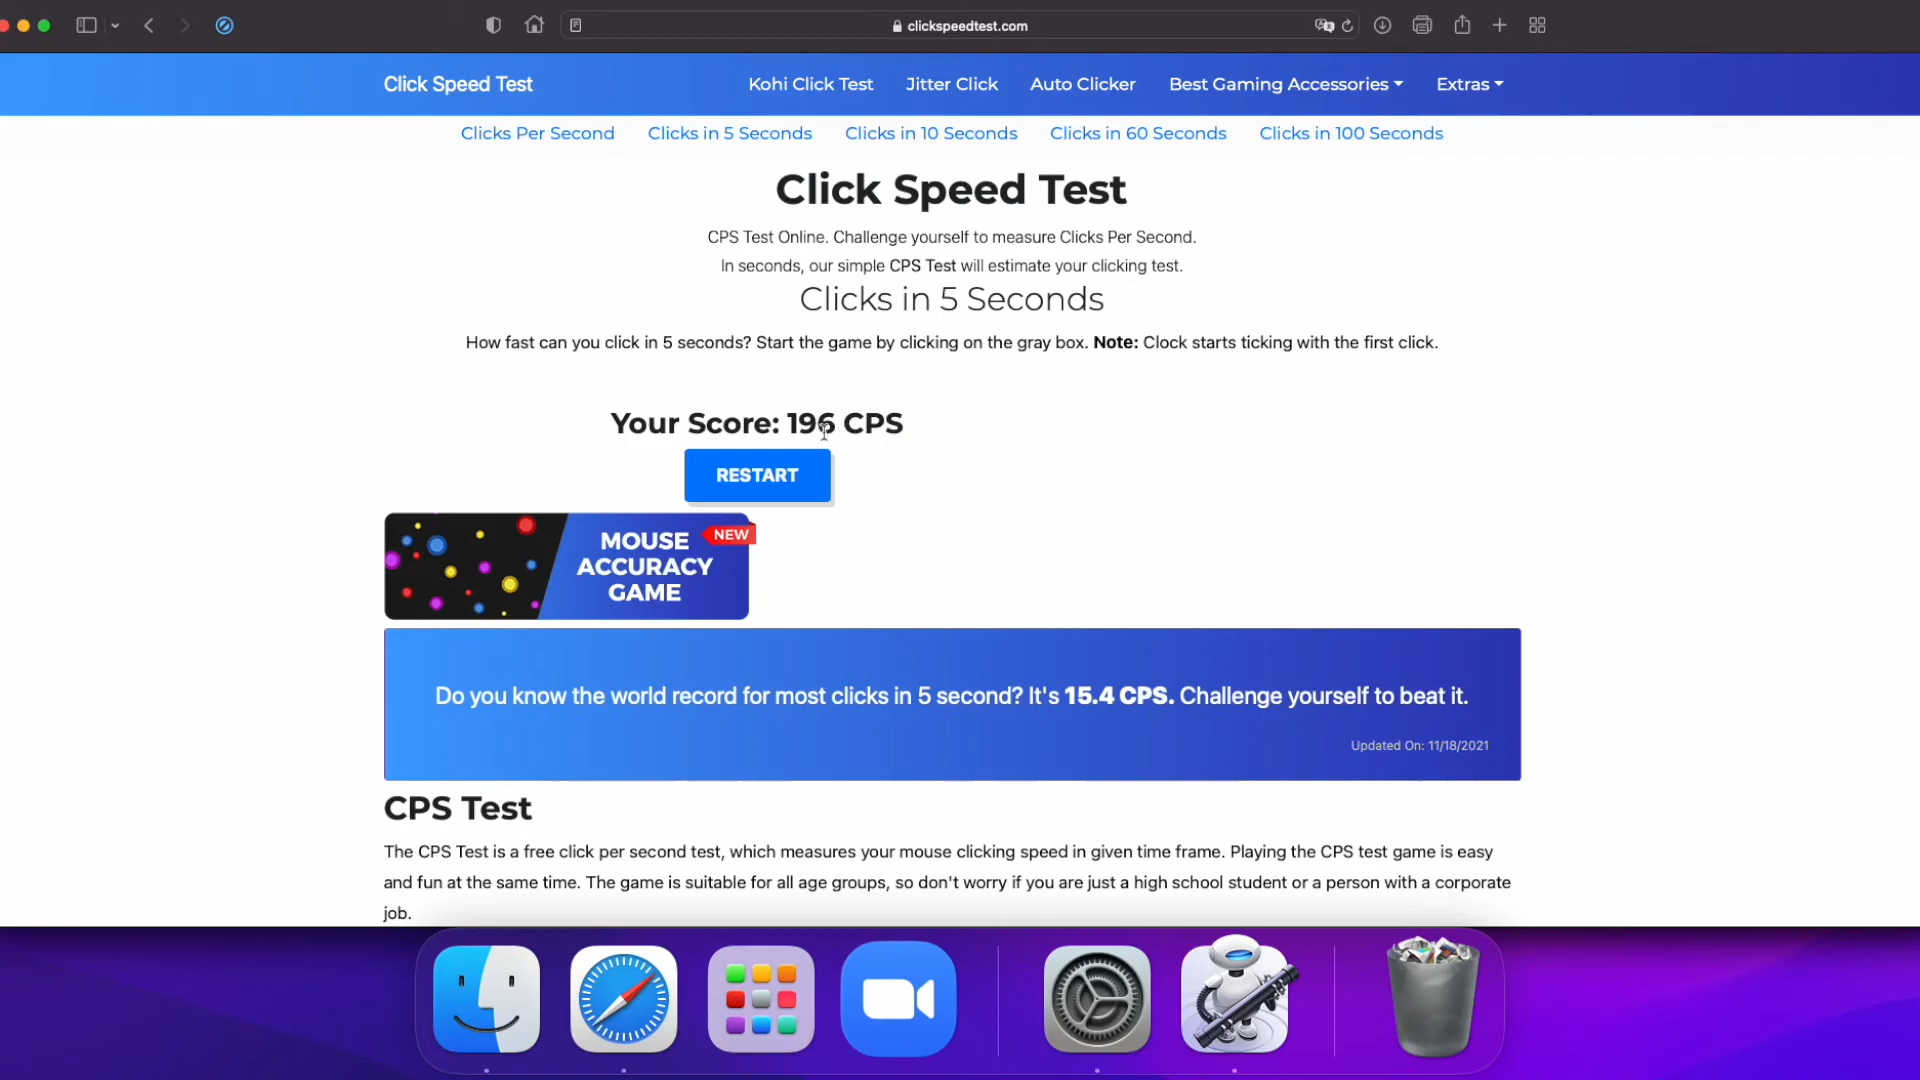 clickspeedtest.com
Click Speed Test
Kohi Click Test
Jitter Click
Auto Clicker
Best Gaming Accessories
Extras
Clicks Per Second
Clicks in 5 Seconds
Clicks in 10 Seconds
Clicks in 60 Seconds
Clicks in 100 Seconds
Click Speed Test
CPS Test Online. Challenge yourself to measure Clicks Per Second.
In seconds, our simple CPS Test will estimate your clicking test.
Clicks in 5 Seconds
How fast can you click in 5 seconds? Start the game by clicking on the gray box. Note: Clock starts ticking with the first click.
Your Score: 196 CPS
RESTART
NEW
MOUSE
ACCURACY
GAME
Do you know the world record for most clicks in 5 second? It's 15.4 CPS. Challenge yourself to beat it.
Updated On: 11/18/2021
CPS Test
The CPS Test is a free click per second test, which measures your mouse clicking speed in given time frame. Playing the CPS test game is easy
and fun at the same time. The game is suitable for all age groups, so don't worry if you are just a high school student or a person with a corporate
job.